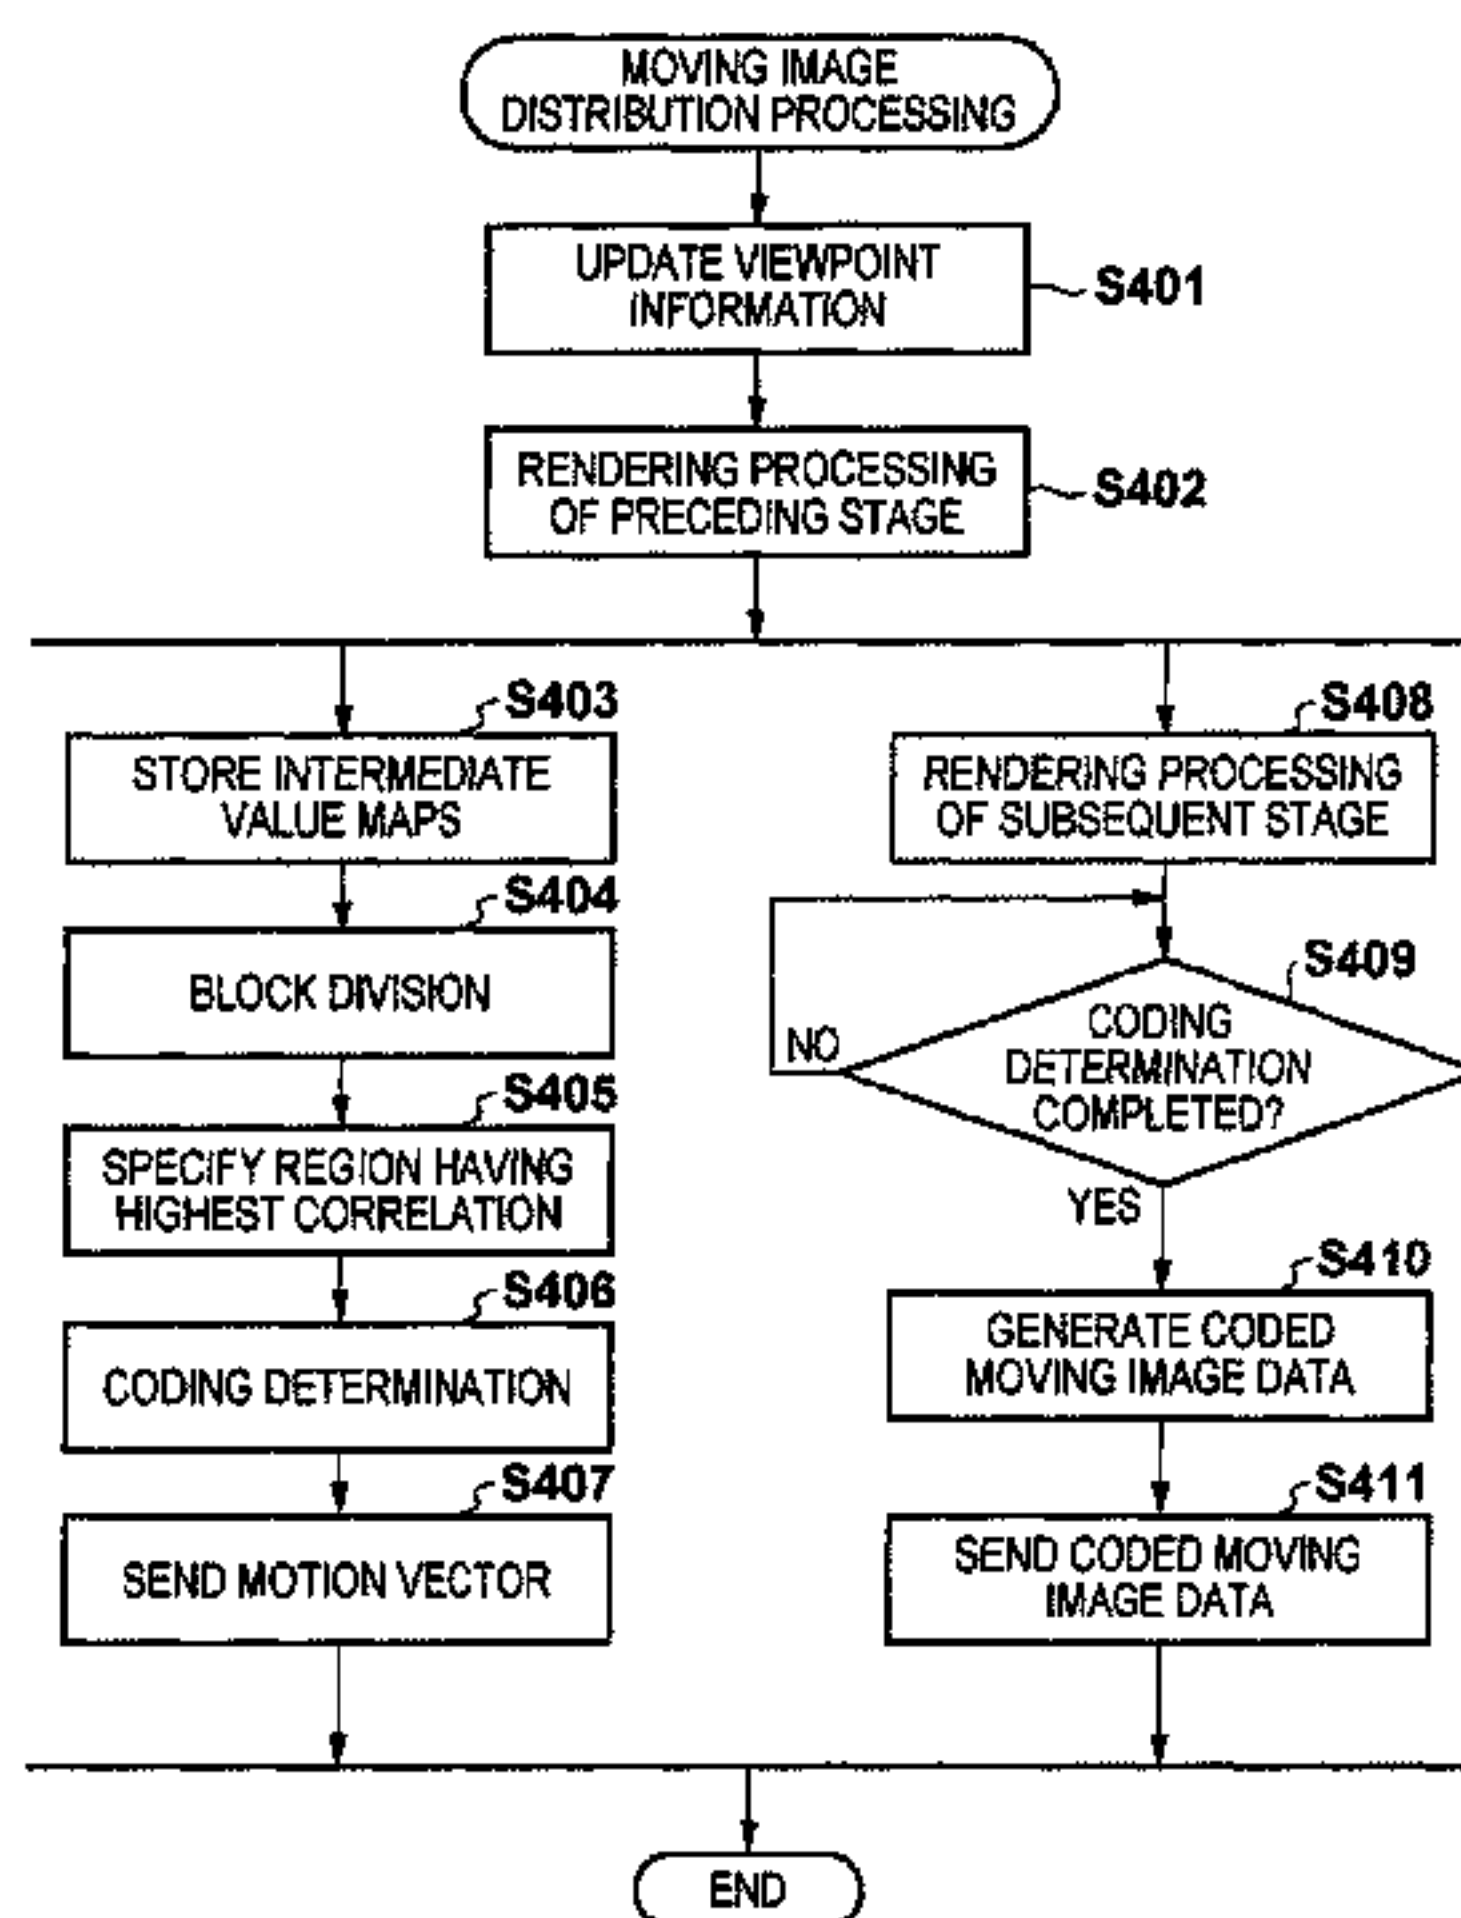 MOVING IMAGE
DISTRIBUTION PROCESSING
UPDATE VIEWPOINT
INFORMATION
S401
RENDERING PROCESSING
OF PRECEDING STAGE
S402
S403
STORE INTERMEDIATE
VALUE MAPS
S404
BLOCK DIVISION
S405
SPECIFY REGION HAVING
HIGHEST CORRELATION
S406
CODING DETERMINATION
S407
SEND MOTION VECTOR
S408
RENDERING PROCESSING
OF SUBSEQUENT STAGE
S409
CODING
DETERMINATION
COMPLETED?
NO
YES
S410
GENERATE CODED
MOVING IMAGE DATA
S411
SEND CODED MOVING
IMAGE DATA
END